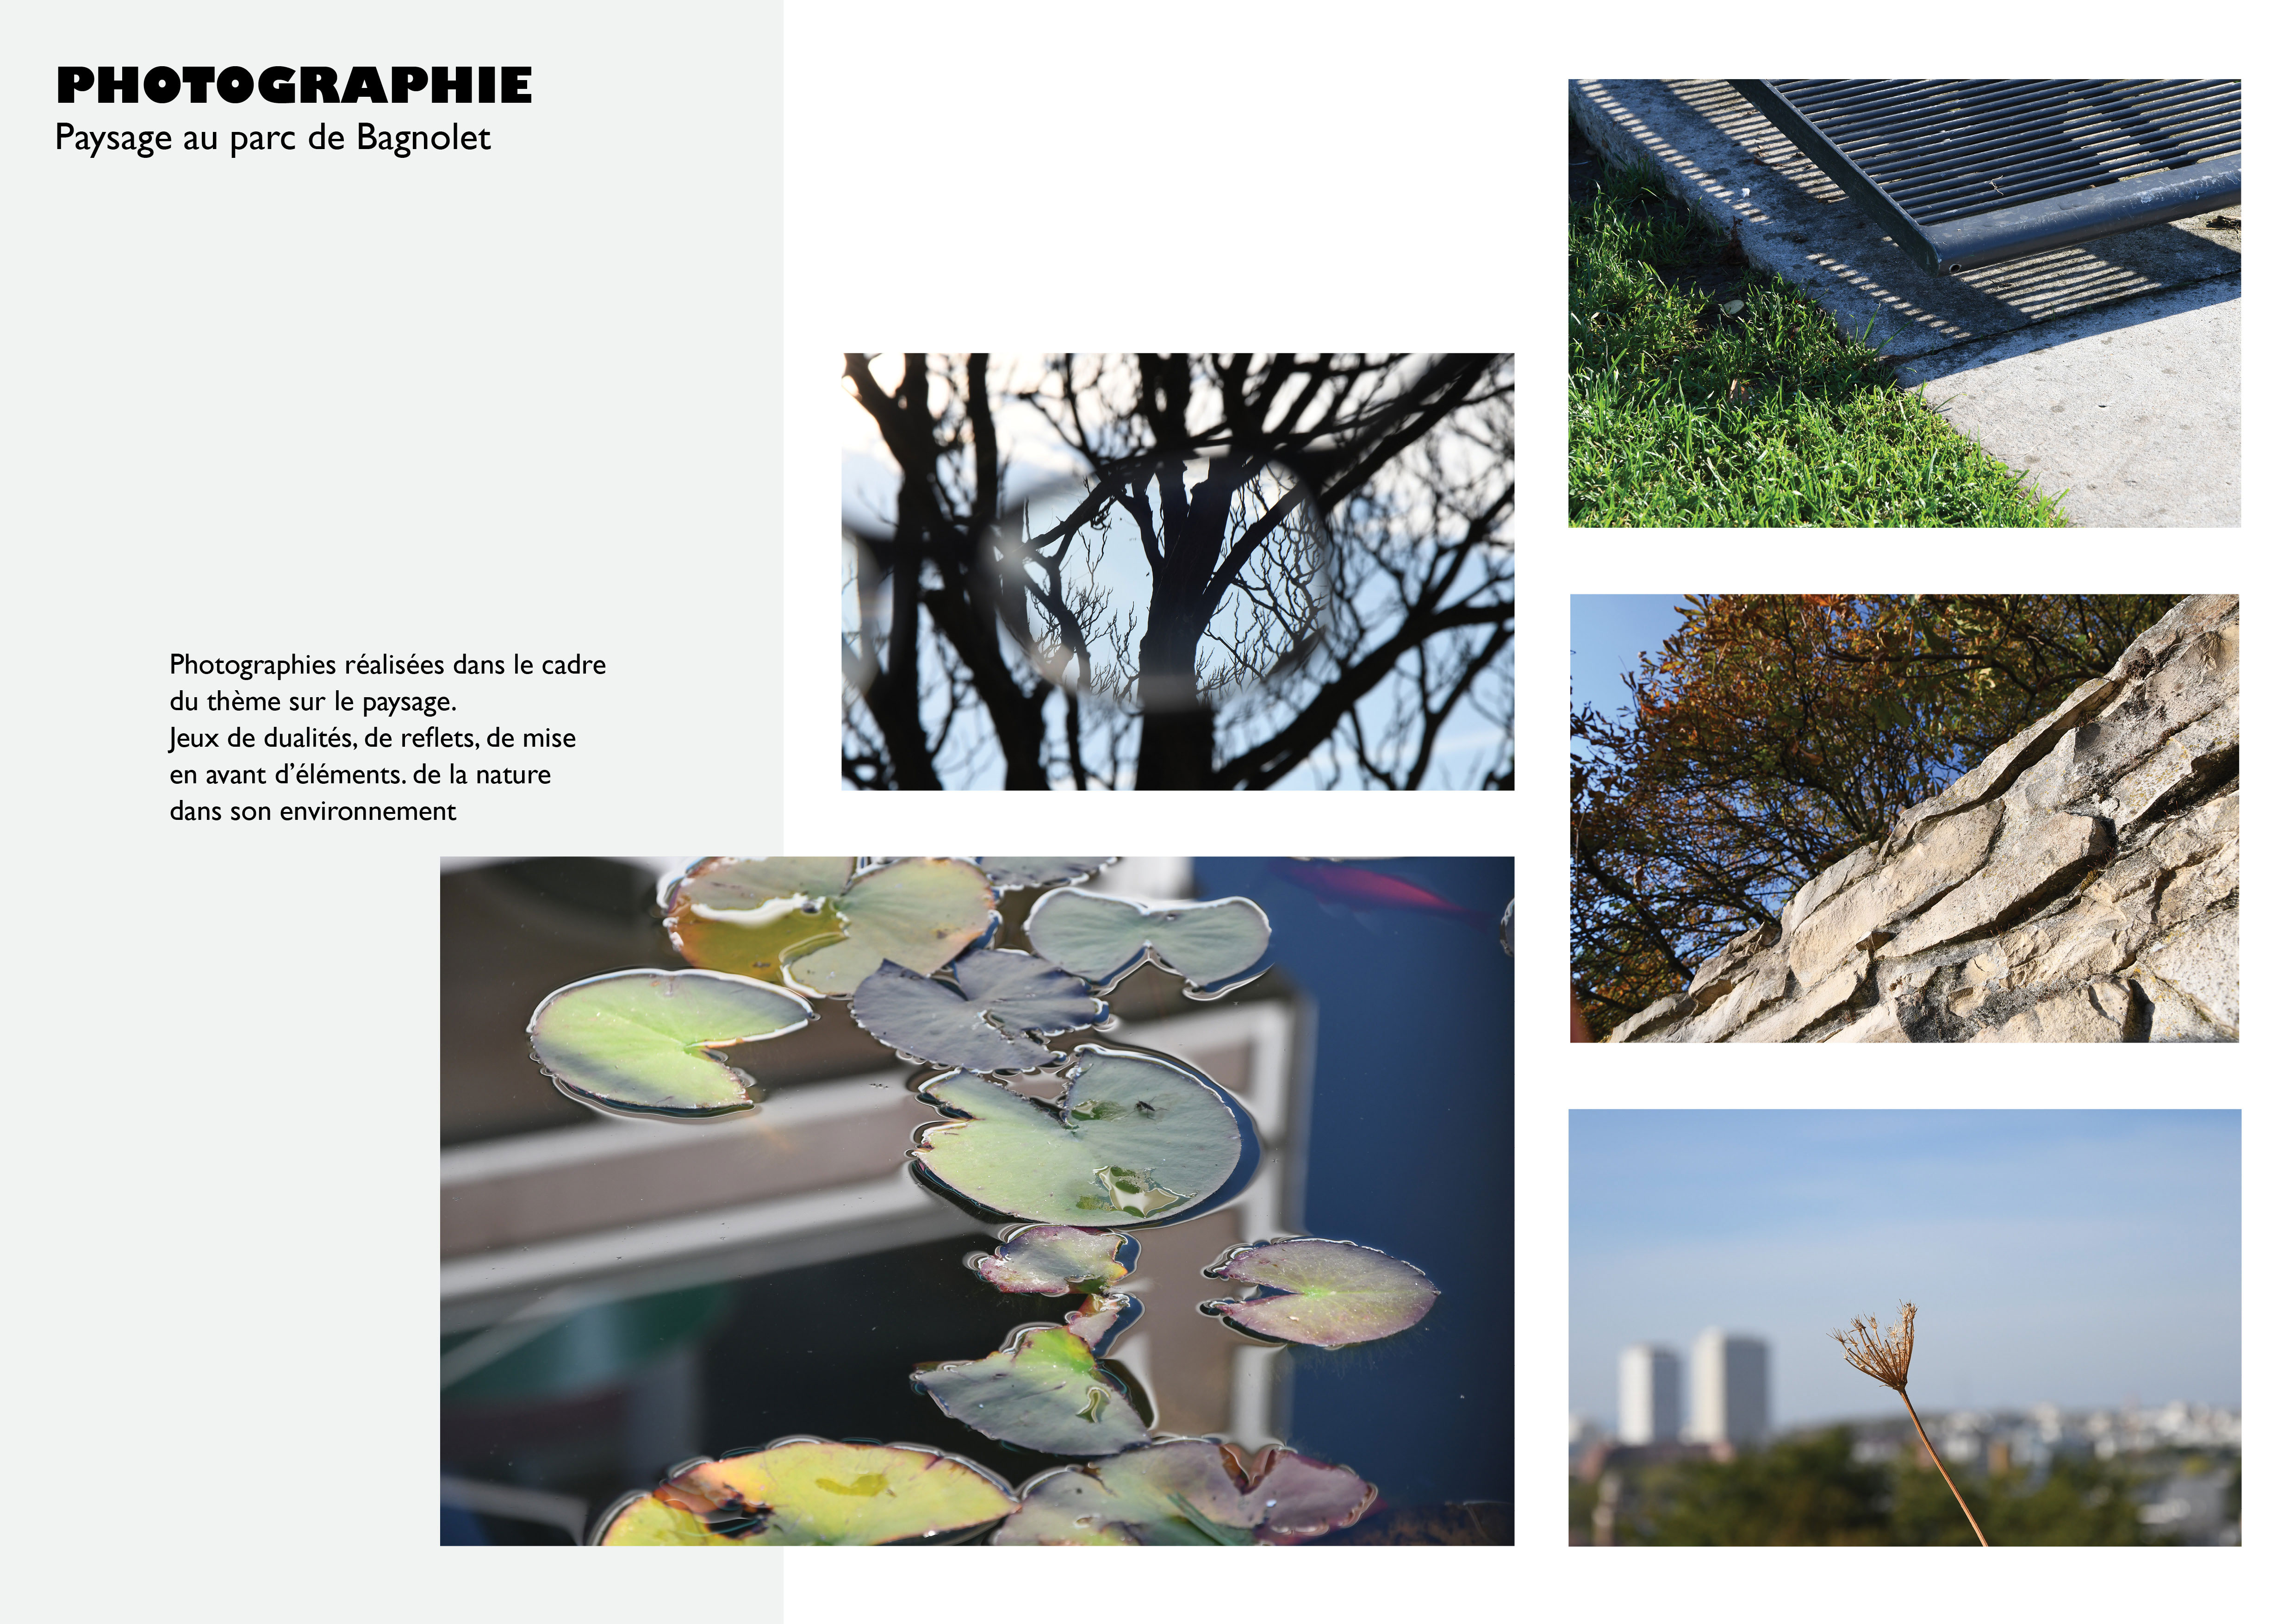 PHOTOGRAPHIE
Paysage au parc de Bagnolet
Photographies réalisées dans le cadre
du thème sur le paysage.
Jeux de dualités, de reflets, de mise
en avant d’éléments. de la nature
dans son environnement